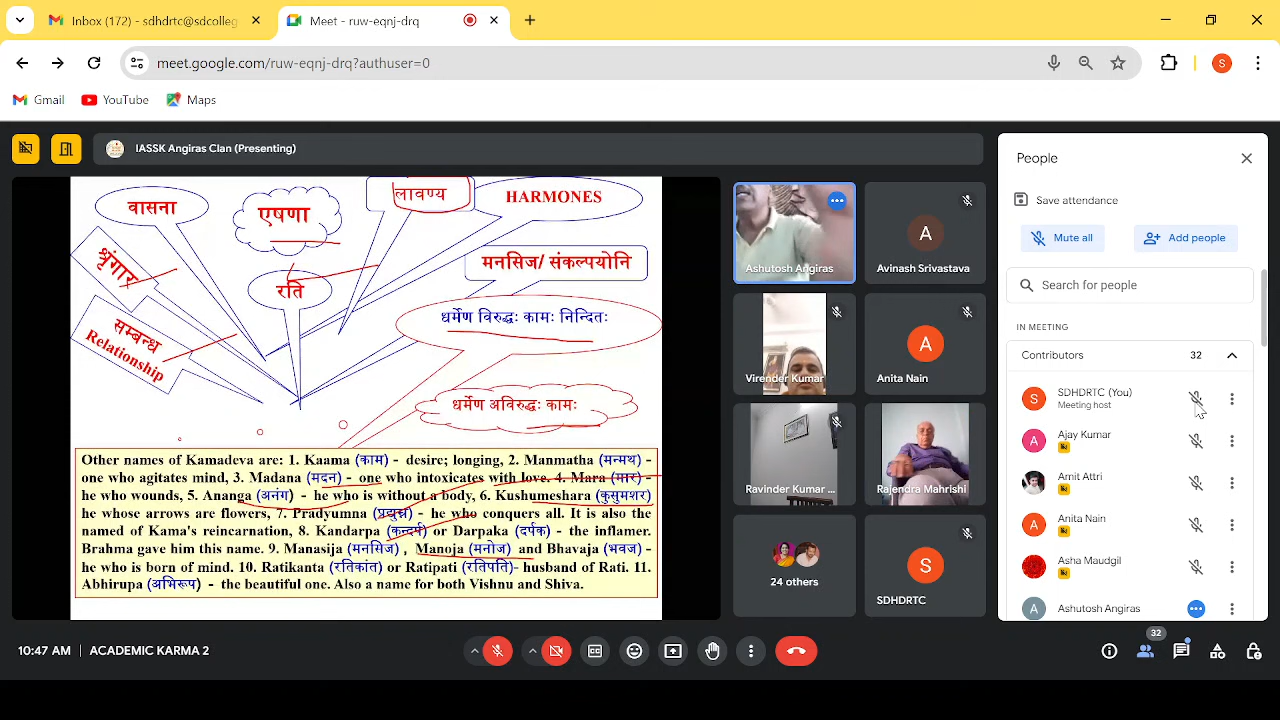 Inbox (172) - sdhdrtc@sdcolleg
Meet - ruw-eqnj-drq
meet.google.com/ruw-eqnj-drq?authuser=0
S
Gmail
YouTube
Maps
IASSK Angiras Clan (Presenting)
वासना
एषणा
लावण्य
HARMONES
श्रृंगार
रति
मनसिज/ संकल्पयोनि
सम्बन्ध
Relationship
धर्मेण विरुद्धः कामः निन्दितः
धर्मेण अविरुद्धः कामः
Other names of Kamadeva are: 1. Kaama (काम) - desire; longing, 2. Manmatha (मन्मथ) -
one who agitates mind, 3. Madana (मदन) - one who intoxicates with love. 4. Mara (मार) -
he who wounds, 5. Ananga (अनंग) - he who is without a body, 6. Kushumeshara (कुसुमशर)
he whose arrows are flowers, 7. Pradyumna (प्रद्युम्न) - he who conquers all. It is also the
named of Kama's reincarnation, 8. Kandarpa (कन्दर्प) or Darpaka (दर्पक) - the inflamer.
Brahma gave him this name. 9. Manasija (मनसिज) , Manoja (मनोज) and Bhavaja (भवज) -
he who is born of mind. 10. Ratikanta (रतिकांत) or Ratipati (रतिपति)- husband of Rati. 11.
Abhirupa (अभिरूप) - the beautiful one. Also a name for both Vishnu and Shiva.
Ashutosh Angiras
A
Avinash Srivastava
Virender Kumar
A
Anita Nain
Ravinder Kumar ...
Rajendra Mahrishi
24 others
S
SDHDRTC
People
Save attendance
Mute all
Add people
Search for people
IN MEETING
Contributors 32
S
SDHDRTC (You)
Meeting host
A
Ajay Kumar
Amit Attri
A
Anita Nain
Asha Maudgil
A
Ashutosh Angiras
10:47 AM | ACADEMIC KARMA 2
32